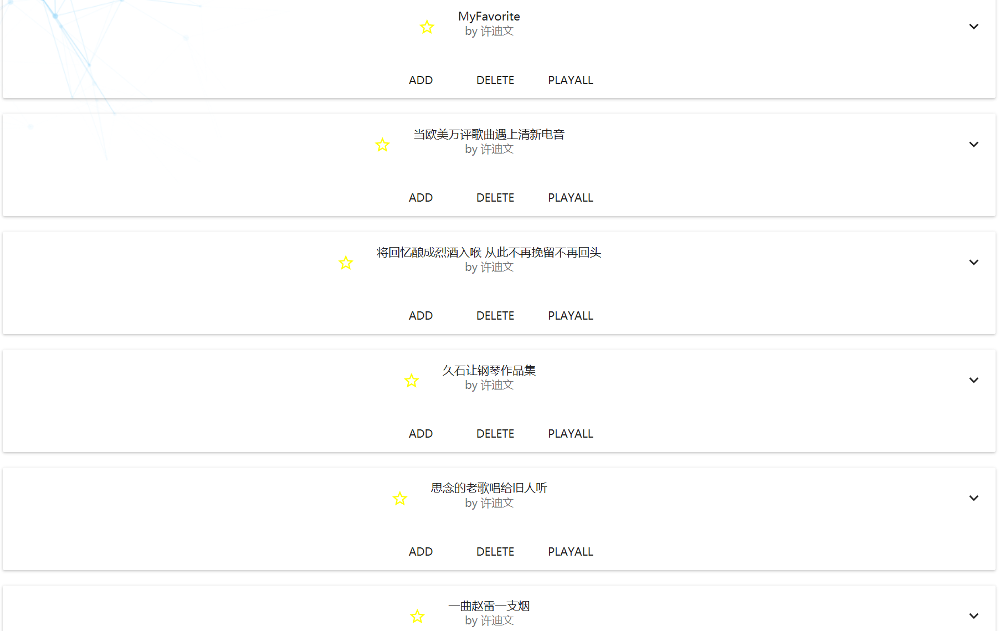 MyFavorite
by 许迪文
ADD DELETE PLAYALL
当欧美万评歌曲遇上清新电音
by 许迪文
ADD DELETE PLAYALL
将回忆酿成烈酒入喉 从此不再挽留不再回头
by 许迪文
ADD DELETE PLAYALL
久石让钢琴作品集
by 许迪文
ADD DELETE PLAYALL
思念的老歌唱给旧人听
by 许迪文
ADD DELETE PLAYALL
一曲赵雷一支烟
by 许迪文